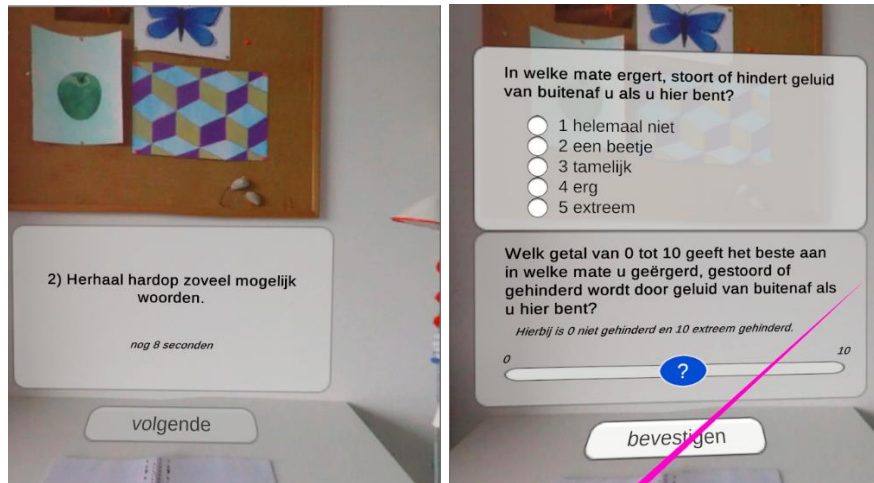 2) Herhaal hardop zoveel mogelijk
woorden.
nog 8 seconden
volgende
In welke mate ergert, stoort of hindert geluid
van buitenaf u als u hier bent?
1 helemaal niet
2 een beetje
3 tamelijk
4 erg
5 extreem
Welk getal van 0 tot 10 geeft het beste aan
in welke mate u geërgerd, gestoord of
gehinderd wordt door geluid van buitenaf als
u hier bent?
Hierbij is 0 niet gehinderd en 10 extreem gehinderd.
0
10
?
bevestigen